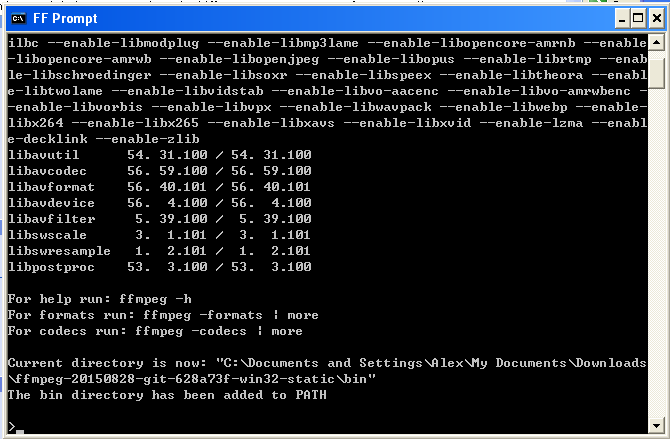 FF Prompt
ilbc --enable-libmodplug --enable-libmp3lame --enable-libopencore-amrnb --enable
-libopencore-amrwb --enable-libopenjpeg --enable-libopus --enable-librtmp --enab
le-libschroedinger --enable-libsoxr --enable-libspeex --enable-libtheora --enabl
e-libtwolame --enable-libvidstab --enable-libvo-aacenc --enable-libvo-amrwbenc -
-enable-libvorbis --enable-libvpx --enable-libwavpack --enable-libwebp --enable-
libx264 --enable-libx265 --enable-libxavs --enable-libxvid --enable-lzma --enabl
e-decklink --enable-zlib
libavutil      54. 31.100 / 54. 31.100
libavcodec     56. 59.100 / 56. 59.100
libavformat    56. 40.101 / 56. 40.101
libavdevice    56.  4.100 / 56.  4.100
libavfilter     5. 39.100 /  5. 39.100
libswscale      3.  1.101 /  3.  1.101
libswresample   1.  2.101 /  1.  2.101
libpostproc    53.  3.100 / 53.  3.100
For help run: ffmpeg -h
For formats run: ffmpeg -formats | more
For codecs run: ffmpeg -codecs | more
Current directory is now: "C:\Documents and Settings\Alex\My Documents\Downloads
\ffmpeg-20150828-git-628a73f-win32-static\bin"
The bin directory has been added to PATH
>_